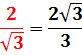 2/√3 = 2√3/3